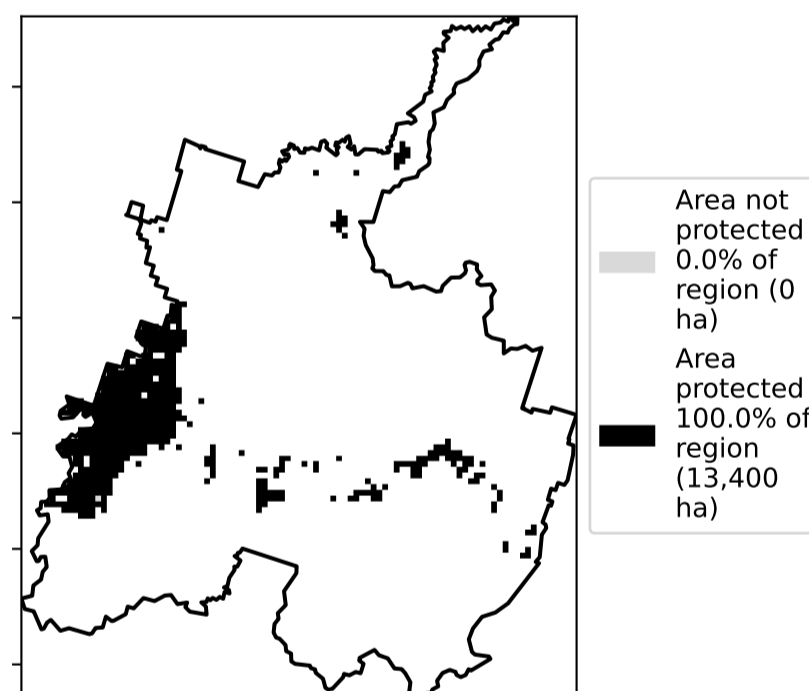 Area not
protected
0.0% of
region (0
ha)
Area
protected
100.0% of
region
(13,400
ha)